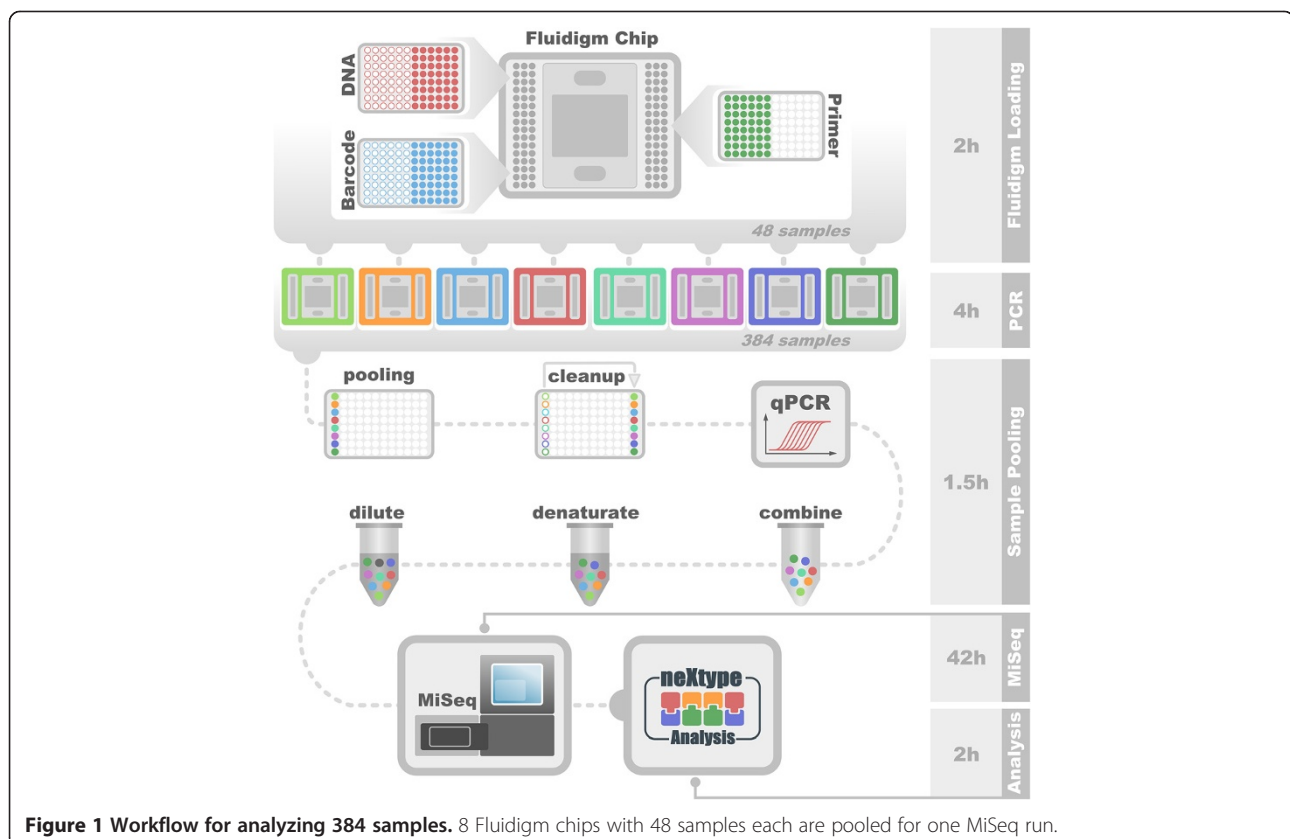 Fluidigm Chip
DNA
Barcode
Primer
48 samples
2h
Fluidigm Loading
384 samples
4h
PCR
pooling
cleanup
qPCR
dilute
denaturate
combine
1.5h
Sample Pooling
MiSeq
neXtype
Analysis
42h
MiSeq
2h
Analysis
Figure 1 Workflow for analyzing 384 samples. 8 Fluidigm chips with 48 samples each are pooled for one MiSeq run.